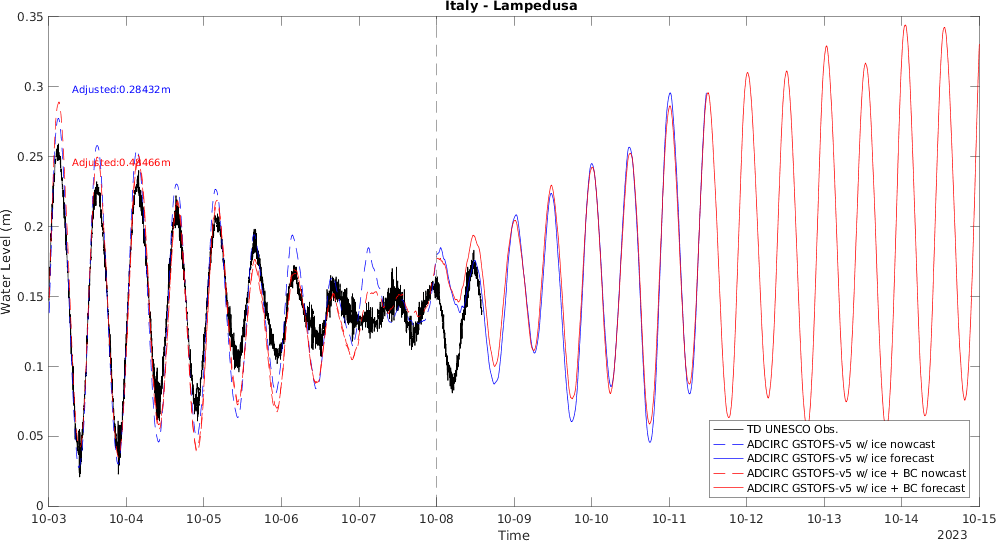 Italy - Lampedusa
0.35
0.3
0.25
0.2
0.15
0.1
0.05
0
Water Level (m)
Adjusted:0.28432m
Adjusted:0.44466m
TD UNESCO Obs.
ADCIRC GSTOFS-v5 w/ ice nowcast
ADCIRC GSTOFS-v5 w/ ice forecast
ADCIRC GSTOFS-v5 w/ ice + BC nowcast
ADCIRC GSTOFS-v5 w/ ice + BC forecast
10-03 10-04 10-05 10-06 10-07 10-08 10-09 10-10 10-11 10-12 10-13 10-14 10-15
Time
2023